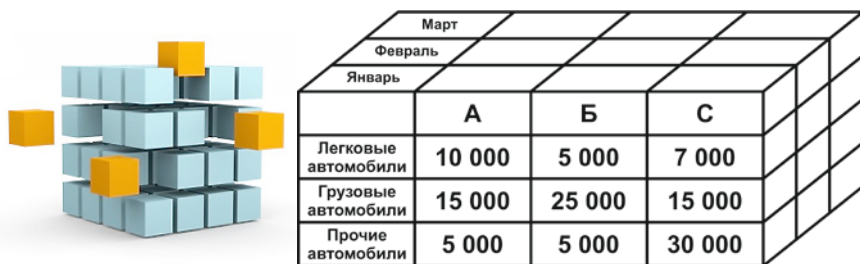 Март
Февраль
Январь
А Б С
Легковые
автомобили 10 000 5 000 7 000
Грузовые
автомобили 15 000 25 000 15 000
Прочие
автомобили 5 000 5 000 30 000